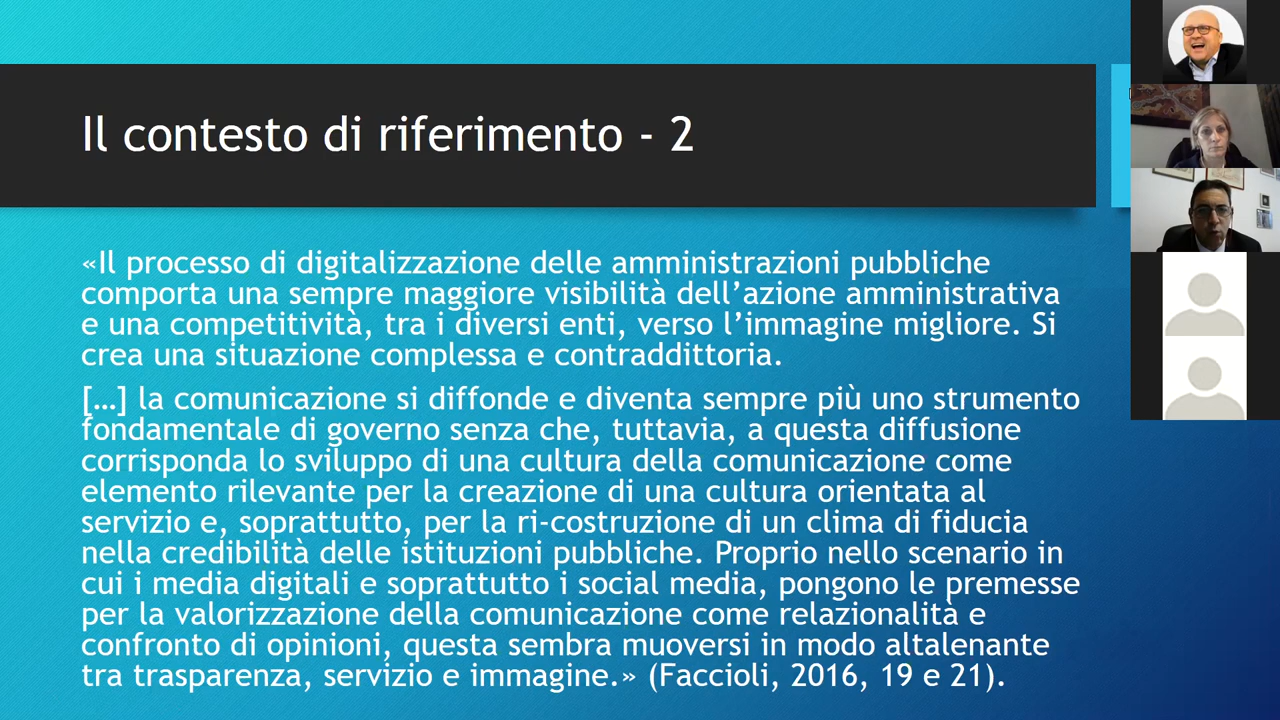 Il contesto di riferimento - 2
«Il processo di digitalizzazione delle amministrazioni pubbliche
comporta una sempre maggiore visibilità dell’azione amministrativa
e una competitività, tra i diversi enti, verso l’immagine migliore. Si
crea una situazione complessa e contraddittoria.
[…] la comunicazione si diffonde e diventa sempre più uno strumento
fondamentale di governo senza che, tuttavia, a questa diffusione
corrisponda lo sviluppo di una cultura della comunicazione come
elemento rilevante per la creazione di una cultura orientata al
servizio e, soprattutto, per la ri-costruzione di un clima di fiducia
nella credibilità delle istituzioni pubbliche. Proprio nello scenario in
cui i media digitali e soprattutto i social media, pongono le premesse
per la valorizzazione della comunicazione come relazionalità e
confronto di opinioni, questa sembra muoversi in modo altalenante
tra trasparenza, servizio e immagine.» (Faccioli, 2016, 19 e 21).